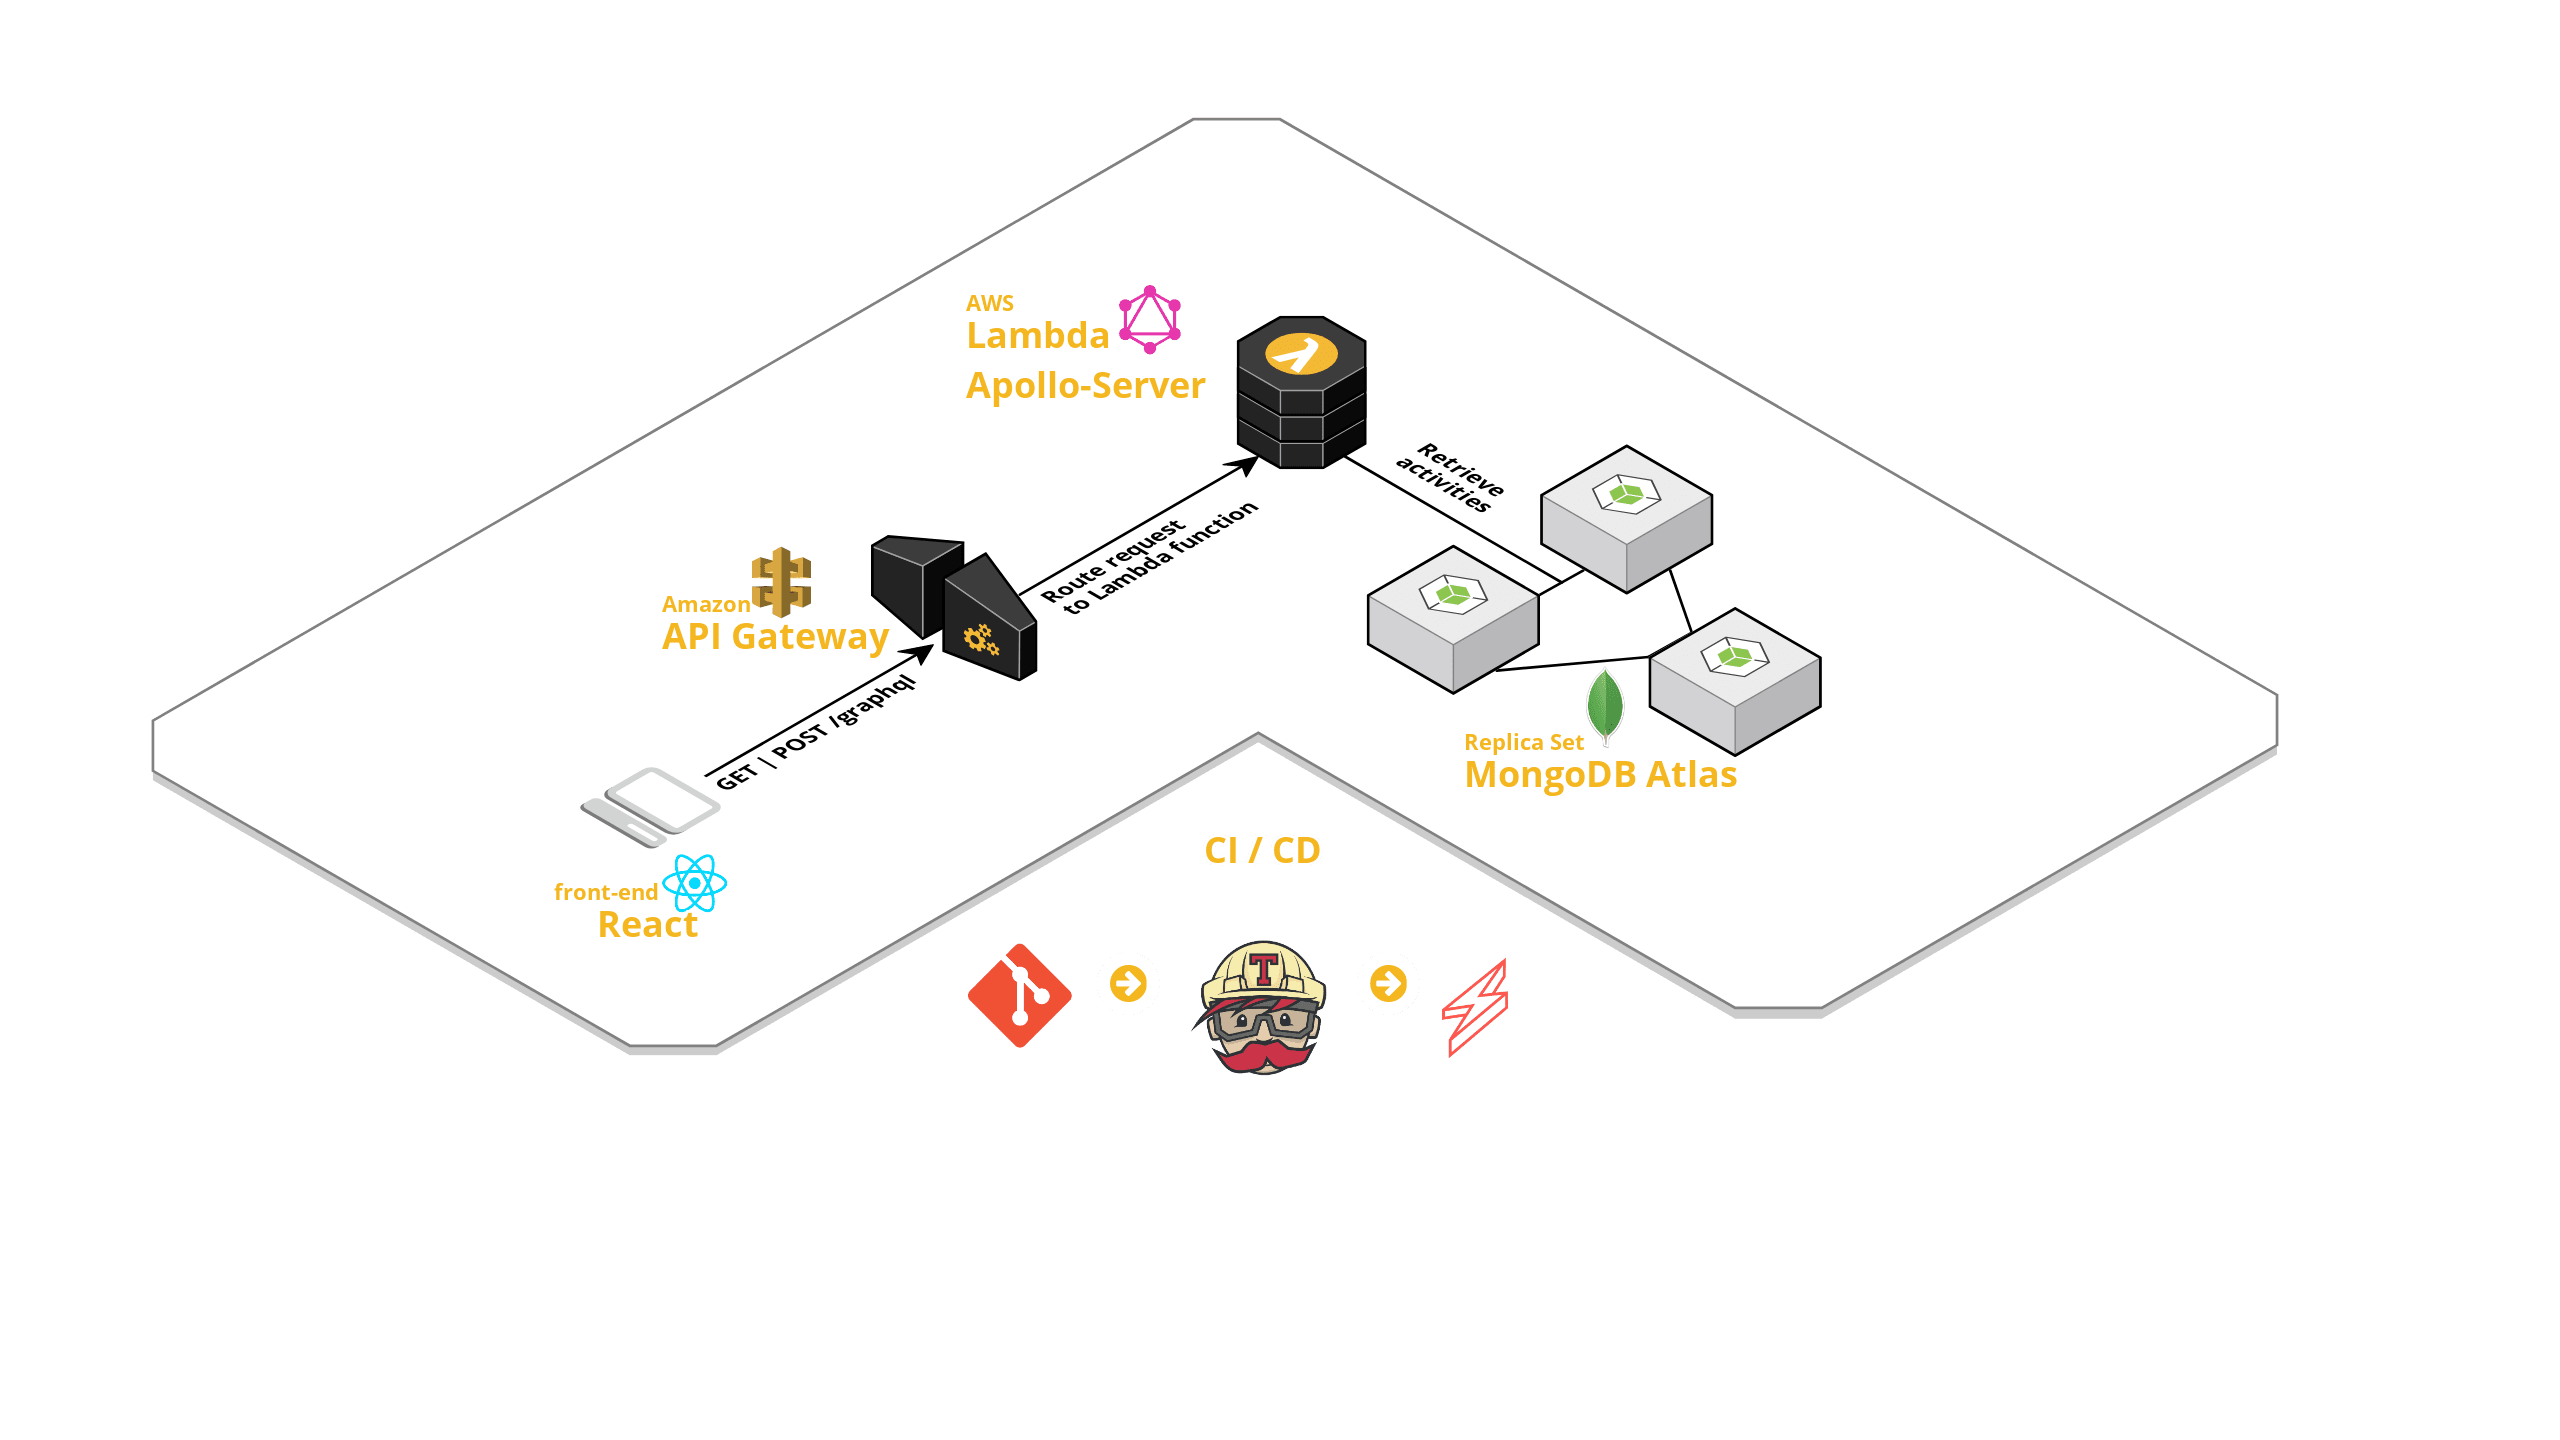 AWS
Lambda
Apollo-Server
Retrieve
activities
Route request
to Lambda function
Amazon
API Gateway
GET | POST /graphql
Replica Set
MongoDB Atlas
front-end
React
CI / CD
T